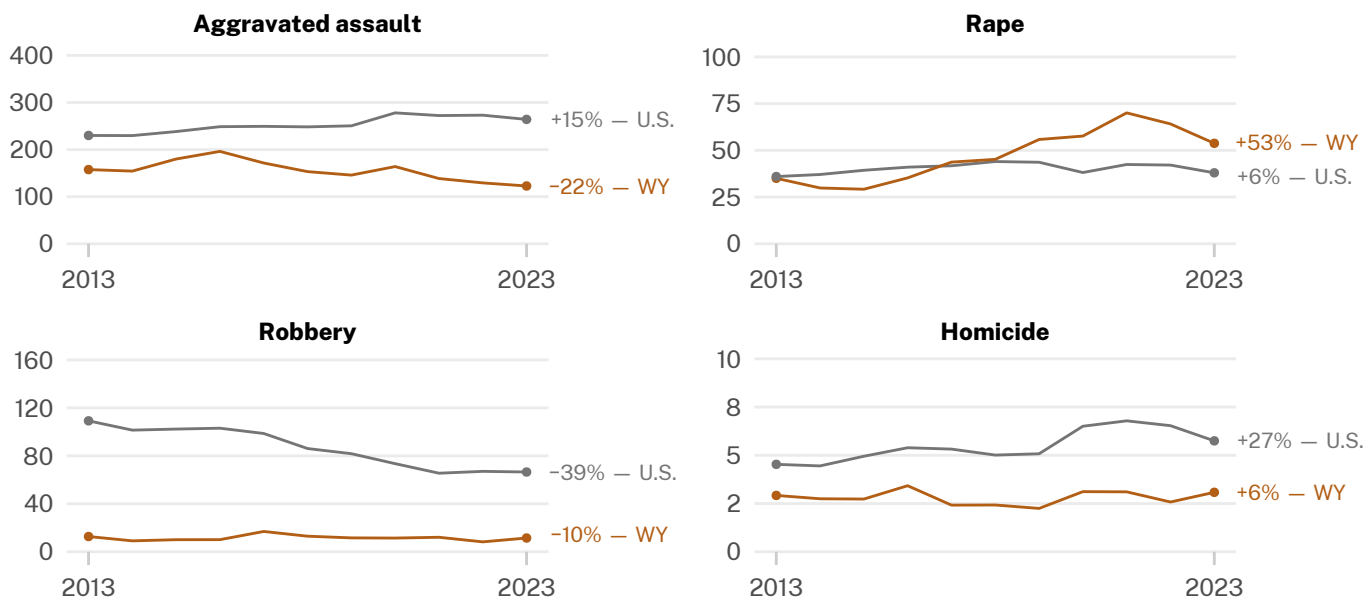 Aggravated assault
400
300
200
100
0
+15% — U.S.
−22% — WY
2013
2023
Rape
100
75
50
25
0
+53% — WY
+6% — U.S.
2013
2023
Robbery
160
120
80
40
0
−39% — U.S.
−10% — WY
2013
2023
Homicide
10
8
5
2
0
+27% — U.S.
+6% — WY
2013
2023